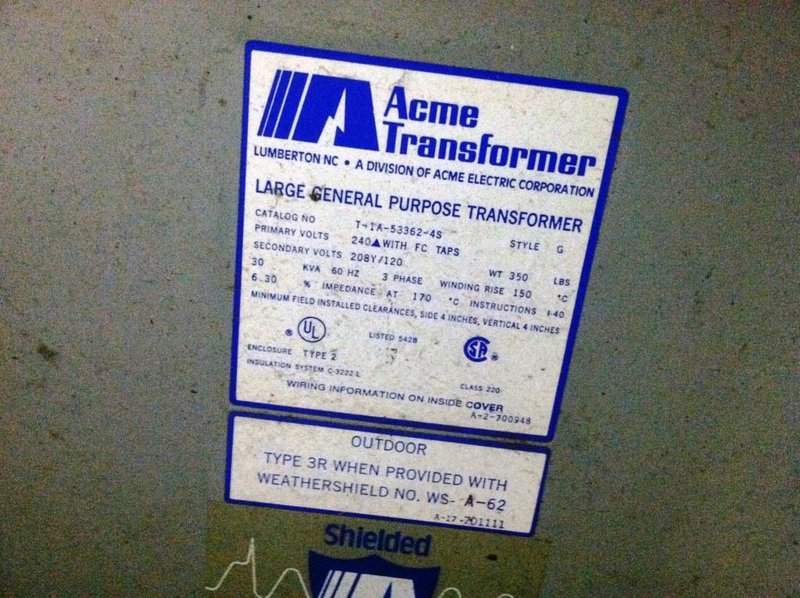 Acme
Transformer
LUMBERTON NC • A DIVISION OF ACME ELECTRIC CORPORATION
LARGE GENERAL PURPOSE TRANSFORMER
CATALOG NO T-1A-53362-4S STYLE G
PRIMARY VOLTS 240▲WITH FC TAPS
SECONDARY VOLTS 208Y/120 WT 350 LBS
30 KVA 60 HZ 3 PHASE WINDING RISE 150 °C
6.30 % IMPEDANCE AT 170 °C INSTRUCTIONS I-40
MINIMUM FIELD INSTALLED CLEARANCES, SIDE 4 INCHES, VERTICAL 4 INCHES
® UL LISTED 542B SA ®
ENCLOSURE TYPE 2
INSULATION SYSTEM C-3222-L CLASS 220
WIRING INFORMATION ON INSIDE COVER
A-2-700948
OUTDOOR
TYPE 3R WHEN PROVIDED WITH
WEATHERSHIELD NO. WS- A-62
A-17-201111
Shielded